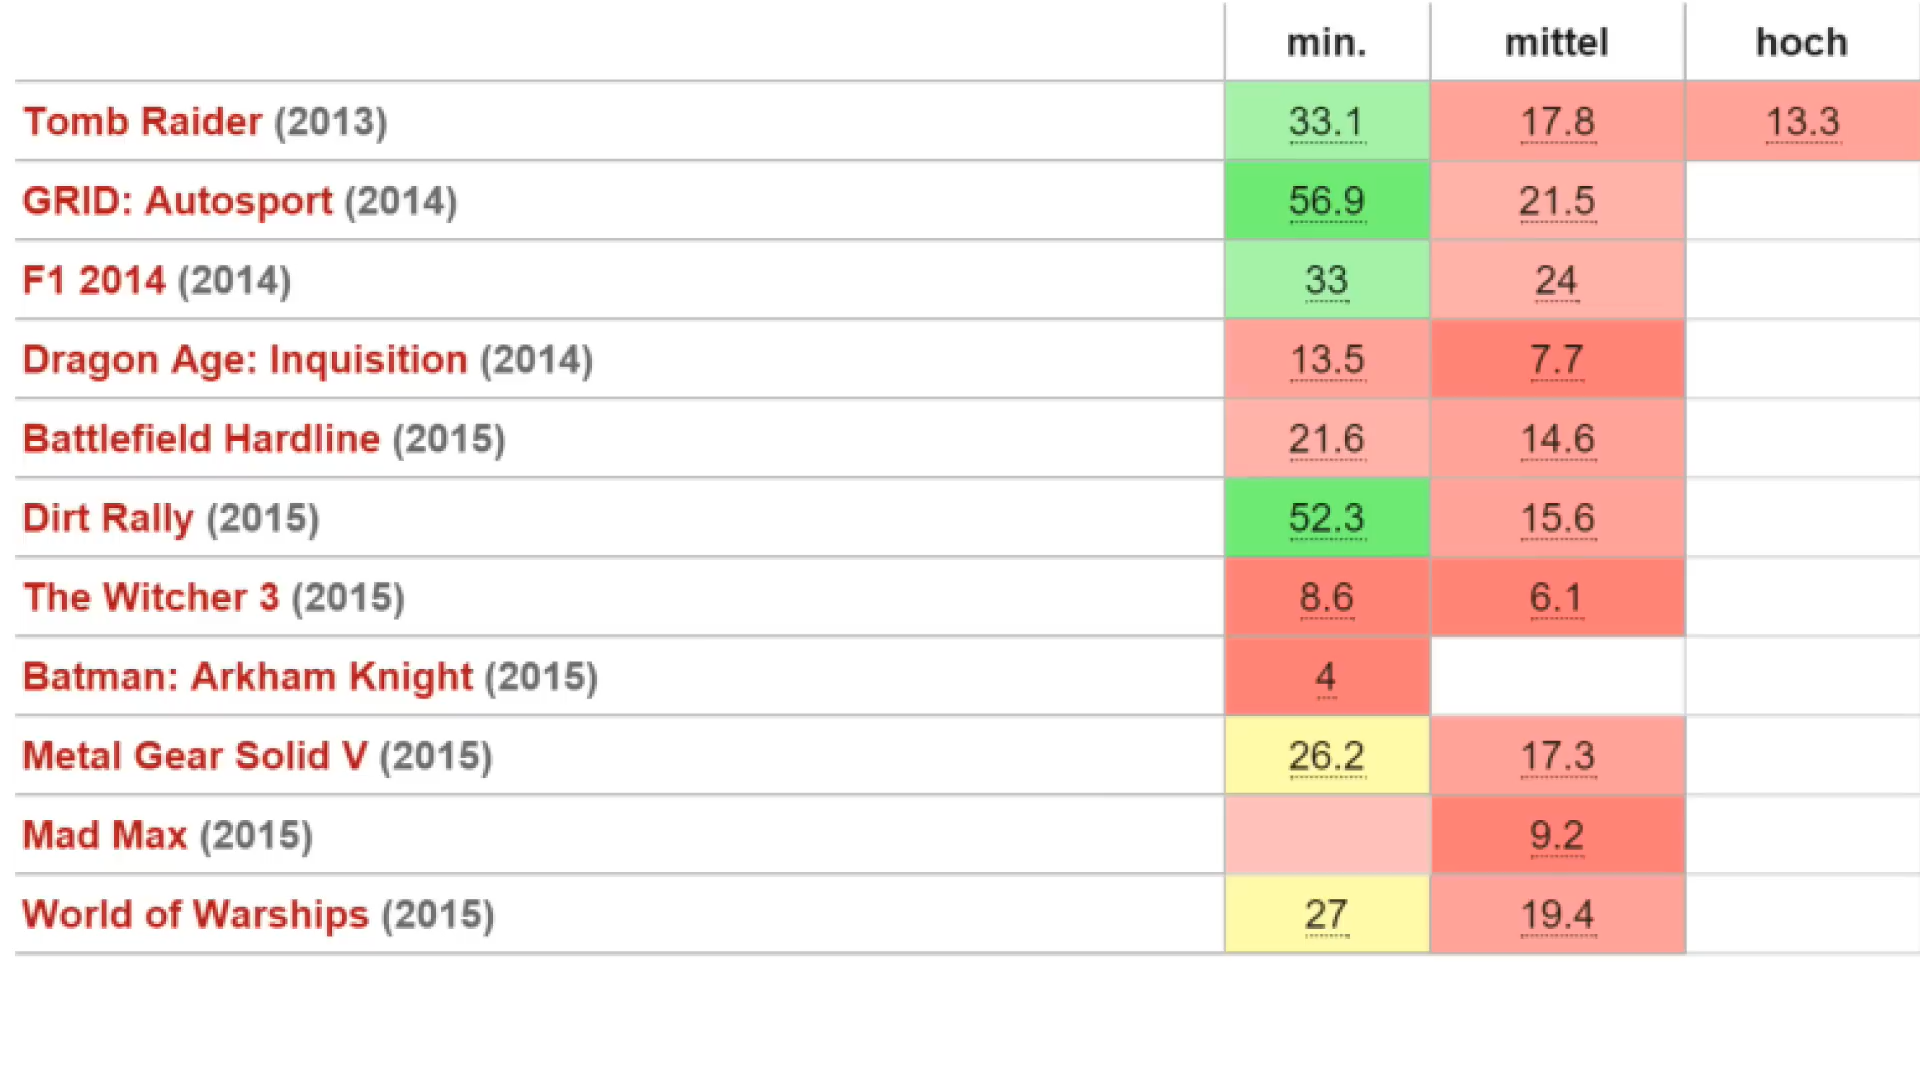 min. mittel hoch
Tomb Raider (2013) 33.1 17.8 13.3
GRID: Autosport (2014) 56.9 21.5
F1 2014 (2014) 33 24
Dragon Age: Inquisition (2014) 13.5 7.7
Battlefield Hardline (2015) 21.6 14.6
Dirt Rally (2015) 52.3 15.6
The Witcher 3 (2015) 8.6 6.1
Batman: Arkham Knight (2015) 4
Metal Gear Solid V (2015) 26.2 17.3
Mad Max (2015) 9.2
World of Warships (2015) 27 19.4